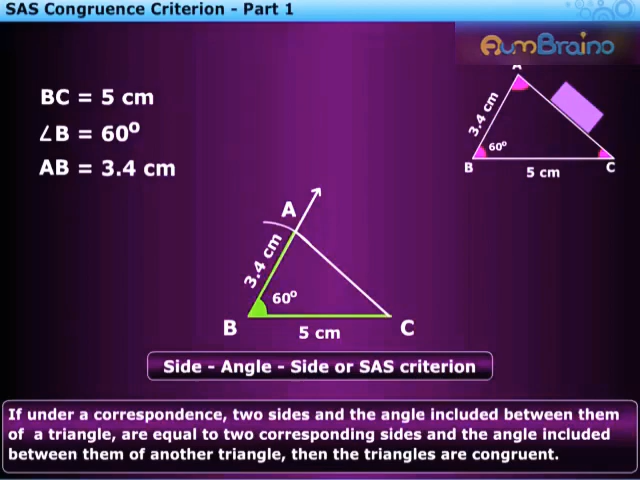 SAS Congruence Criterion - Part 1
AumBraino
BC = 5 cm
∠B = 60⁰
AB = 3.4 cm
A
3.4 cm
60⁰
B
5 cm
C
A
3.4 cm
60⁰
B
5 cm
C
Side - Angle - Side or SAS criterion
If under a correspondence, two sides and the angle included between them
of a triangle, are equal to two corresponding sides and the angle included
between them of another triangle, then the triangles are congruent.